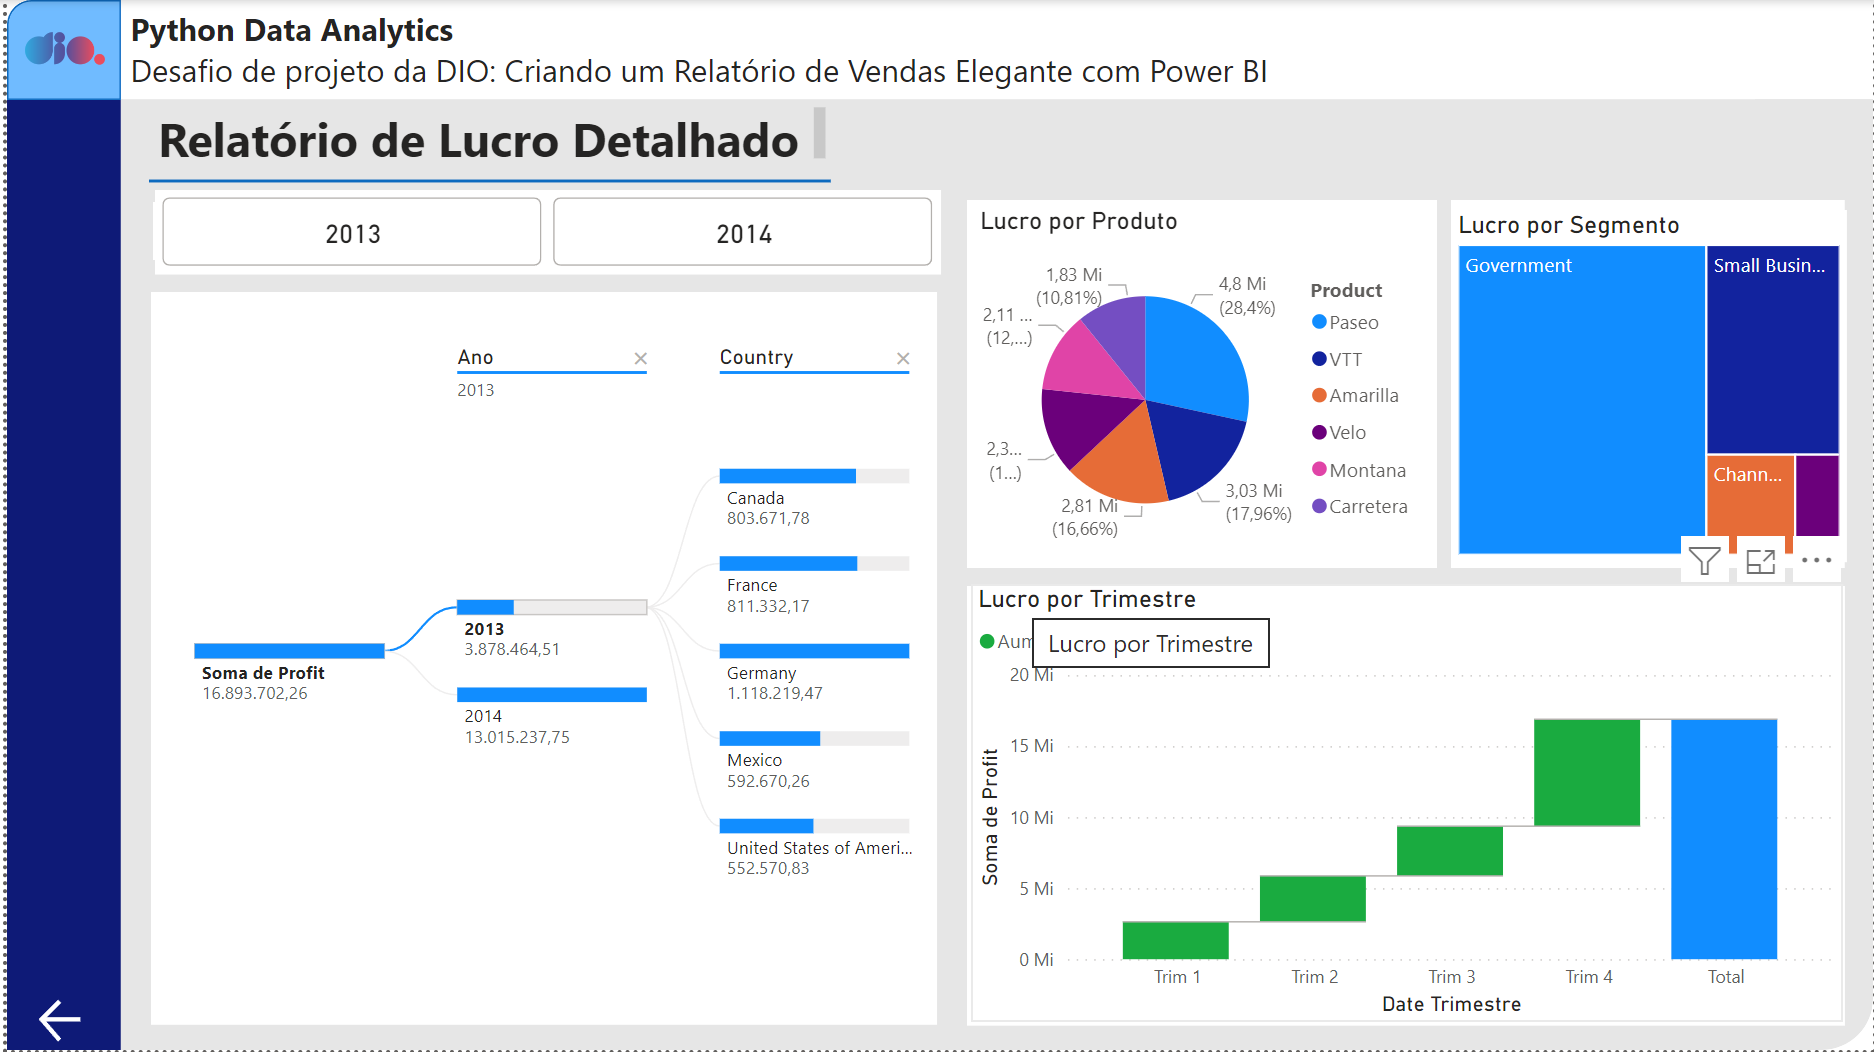 dio.
Python Data Analytics
Desafio de projeto da DIO: Criando um Relatório de Vendas Elegante com Power BI
Relatório de Lucro Detalhado
2013
2014
Ano
2013
Country
Soma de Profit
16.893.702,26
2013
3.878.464,51
2014
13.015.237,75
Canada
803.671,78
France
811.332,17
Germany
1.118.219,47
Mexico
592.670,26
United States of Ameri...
552.570,83
Lucro por Produto
1,83 Mi
(10,81%)
2,11 ...
(12,...)
2,3...
(1...)
2,81 Mi
(16,66%)
4,8 Mi
(28,4%)
3,03 Mi
(17,96%)
Product
Paseo
VTT
Amarilla
Velo
Montana
Carretera
Lucro por Segmento
Government
Small Busin...
Chann...
Lucro por Trimestre
Aum
Lucro por Trimestre
20 Mi
15 Mi
10 Mi
5 Mi
0 Mi
Soma de Profit
Trim 1
Trim 2
Trim 3
Trim 4
Total
Date Trimestre